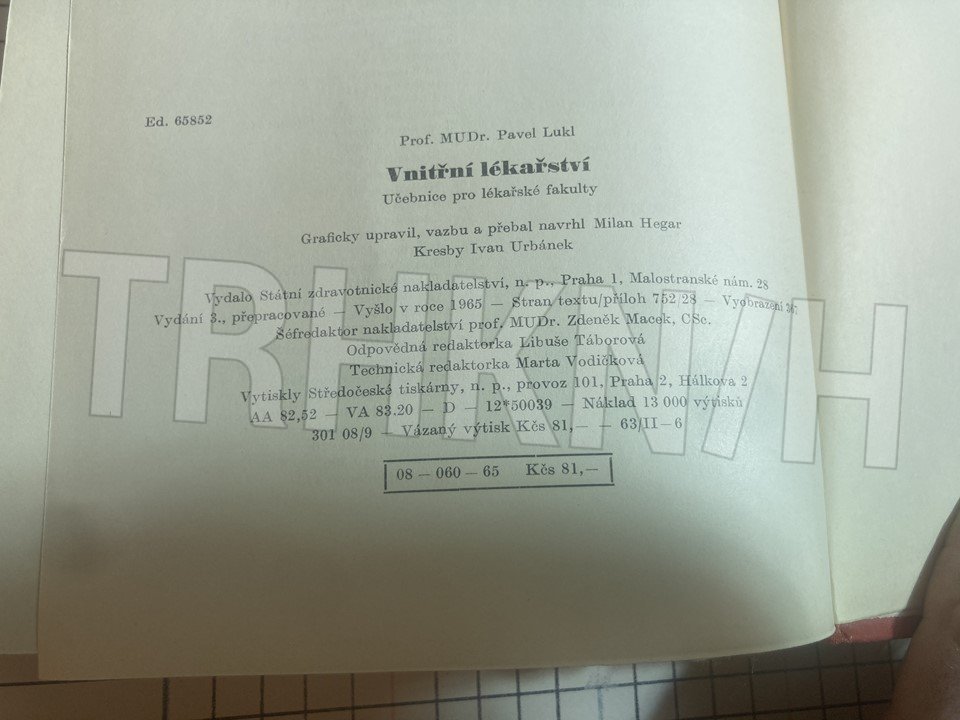 Ed. 65852
Prof. MUDr. Pavel Lukl
Vnitřní lékařství
Učebnice pro lékařské fakulty
Graficky upravil, vazbu a přebal navrhl Milan Hegar
Kresby Ivan Urbánek
Vydalo Státní zdravotnické nakladatelství, n. p., Praha 1, Malostranské nám. 28
Vydání 3., přepracované — Vyšlo v roce 1965 — Stran textu/příloh 752/28 — Vyobrazení 367
Šéfredaktor nakladatelství prof. MUDr. Zdeněk Macek, CSc.
Odpovědná redaktorka Libuše Táborová
Technická redaktorka Marta Vodičková
Vytiskly Středočeské tiskárny, n. p., provoz 101, Praha 2, Hálkova 2
AA 82,52 — VA 83.20 — D — 12*50039 — Náklad 13 000 výtisků
301 08/9 — Vázaný výtisk Kčs 81,— — 63/II—6
08 — 060 — 65 Kčs 81,—
TRHKNIH